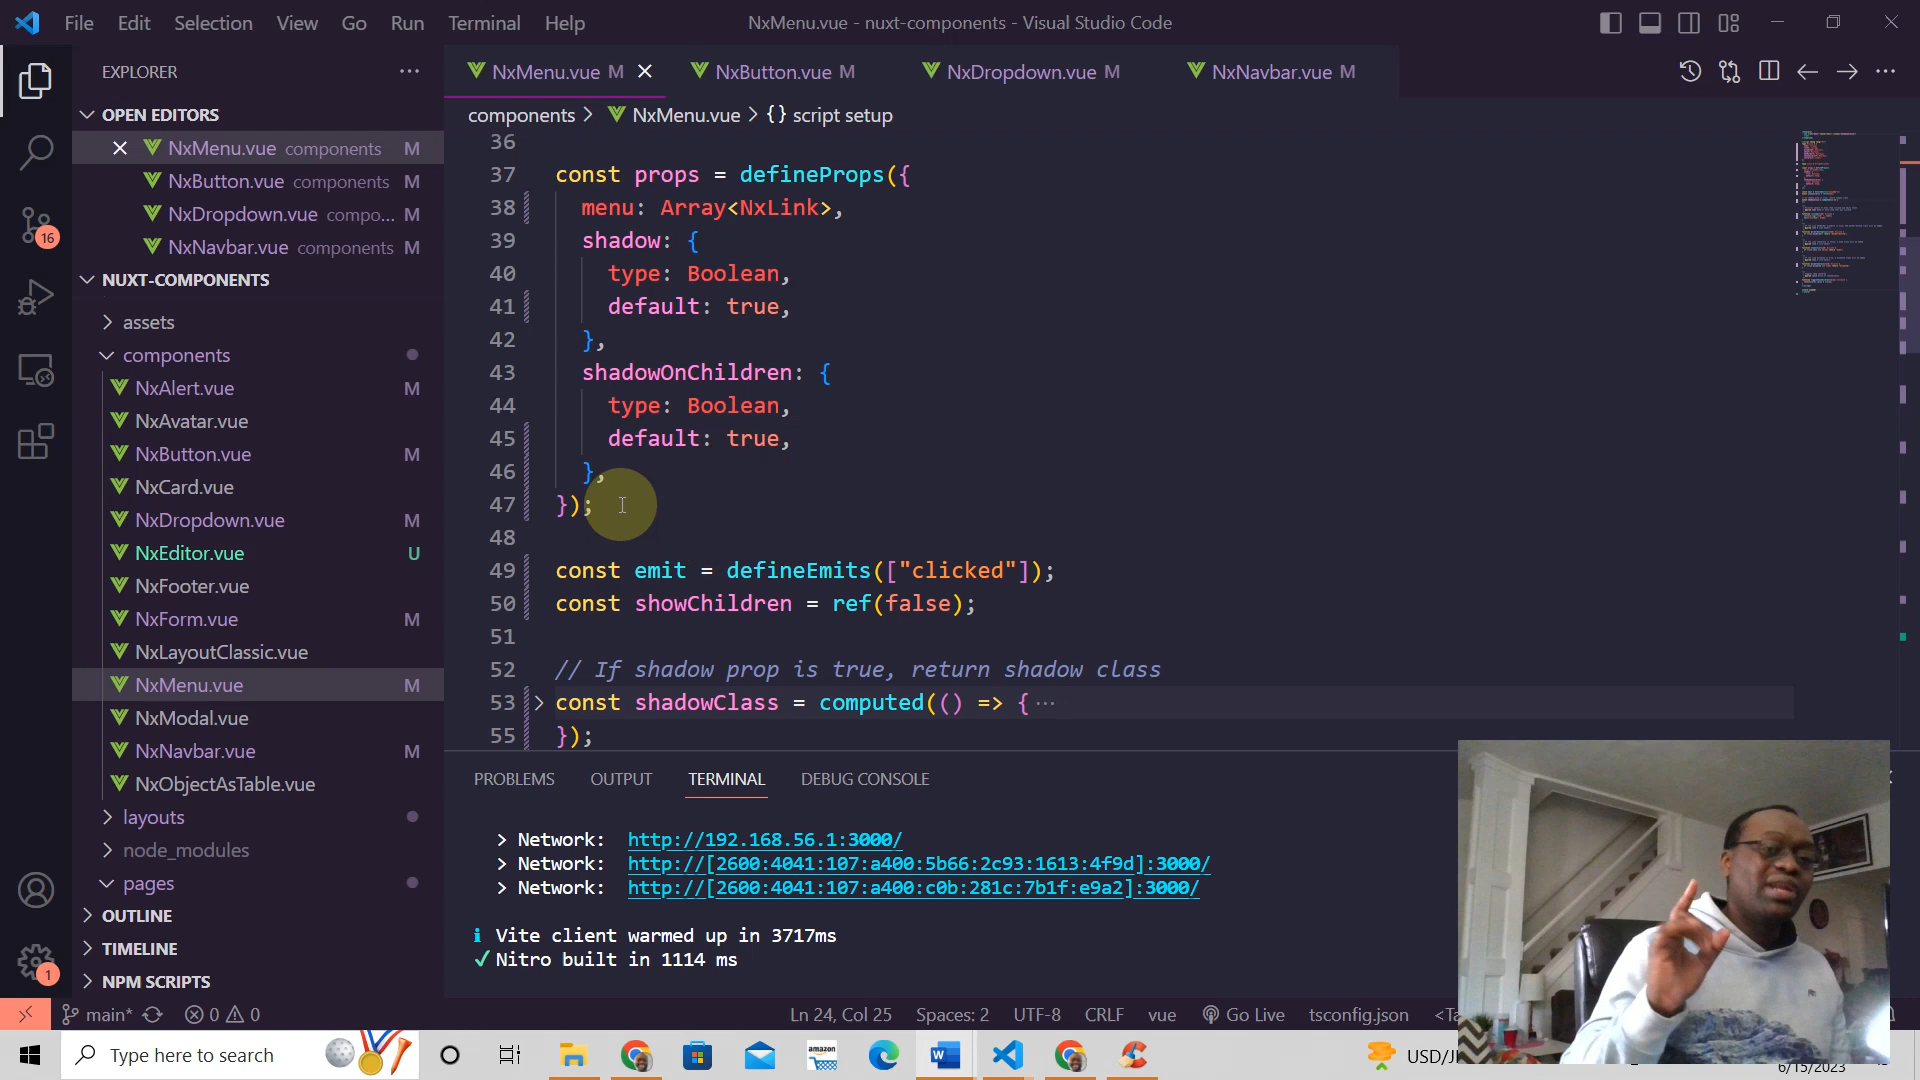 File Edit Selection View Go Run Terminal Help
NxMenu.vue - nuxt-components - Visual Studio Code
EXPLORER
OPEN EDITORS
NxMenu.vue components M
NxButton.vue components M
NxDropdown.vue compo... M
NxNavbar.vue components M
NUXT-COMPONENTS
assets
components
NxAlert.vue M
NxAvatar.vue
NxButton.vue M
NxCard.vue
NxDropdown.vue M
NxEditor.vue U
NxFooter.vue
NxForm.vue M
NxLayoutClassic.vue
NxMenu.vue M
NxModal.vue
NxNavbar.vue M
NxObjectAsTable.vue
layouts
node_modules
pages
OUTLINE
TIMELINE
NPM SCRIPTS
16
1
NxMenu.vue M NxButton.vue M NxDropdown.vue M NxNavbar.vue M
components > NxMenu.vue > {} script setup
36
37 const props = defineProps({
38 menu: Array<NxLink>,
39 shadow: {
40 type: Boolean,
41 default: true,
42 },
43 shadowOnChildren: {
44 type: Boolean,
45 default: true,
46 },
47 });
48
49 const emit = defineEmits(["clicked"]);
50 const showChildren = ref(false);
51
52 // If shadow prop is true, return shadow class
53 const shadowClass = computed(() => { ...
55 });
PROBLEMS OUTPUT TERMINAL DEBUG CONSOLE
> Network: http://192.168.56.1:3000/
> Network: http://[2600:4041:107:a400:5b66:2c93:1613:4f9d]:3000/
> Network: http://[2600:4041:107:a400:c0b:281c:7b1f:e9a2]:3000/
ℹ Vite client warmed up in 3717ms
✓ Nitro built in 1114 ms
main* 0 0 Ln 24, Col 25 Spaces: 2 UTF-8 CRLF vue Go Live tsconfig.json <Ta
Type here to search
amazon
USD/J
6/15/2023